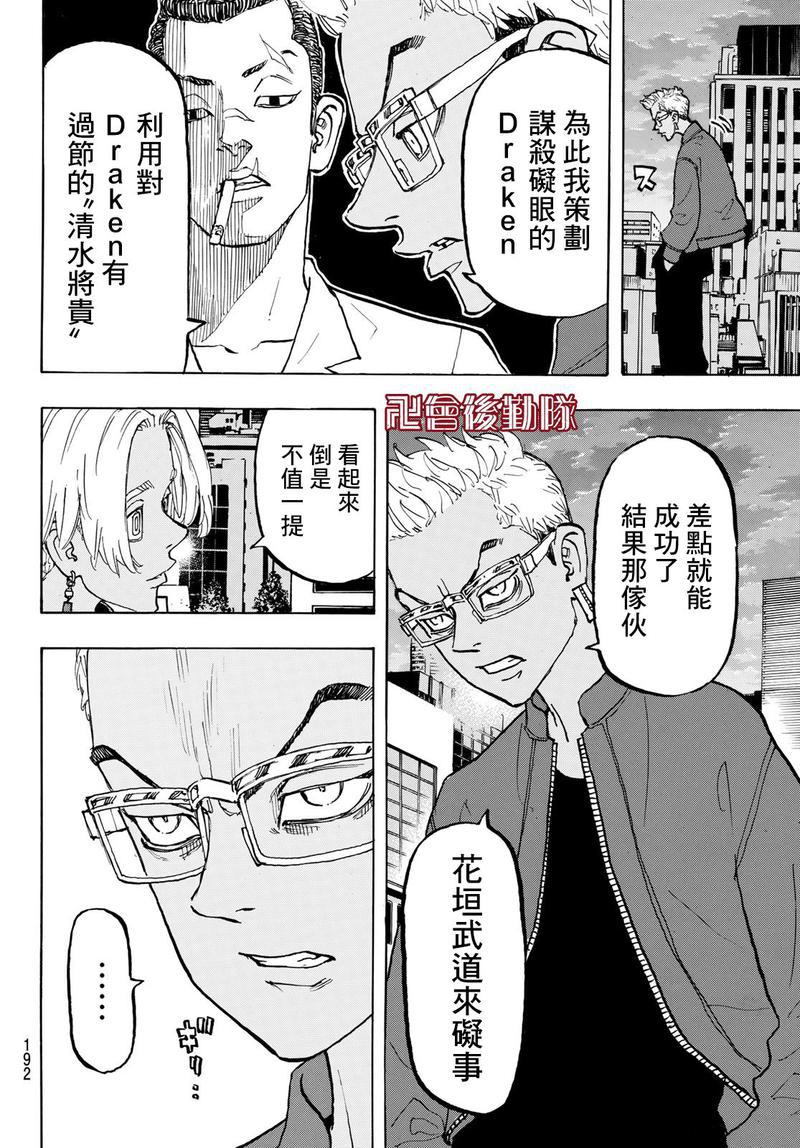 ス
為此我策劃
謀殺礙眼的
Draken
利用對
Draken有
過節的〝清水將貴〞
卍會後勤隊
差點就能
成功了
結果那傢伙
看起來
倒是
不值一提
花垣武道來礙事
……
ギリ…
192